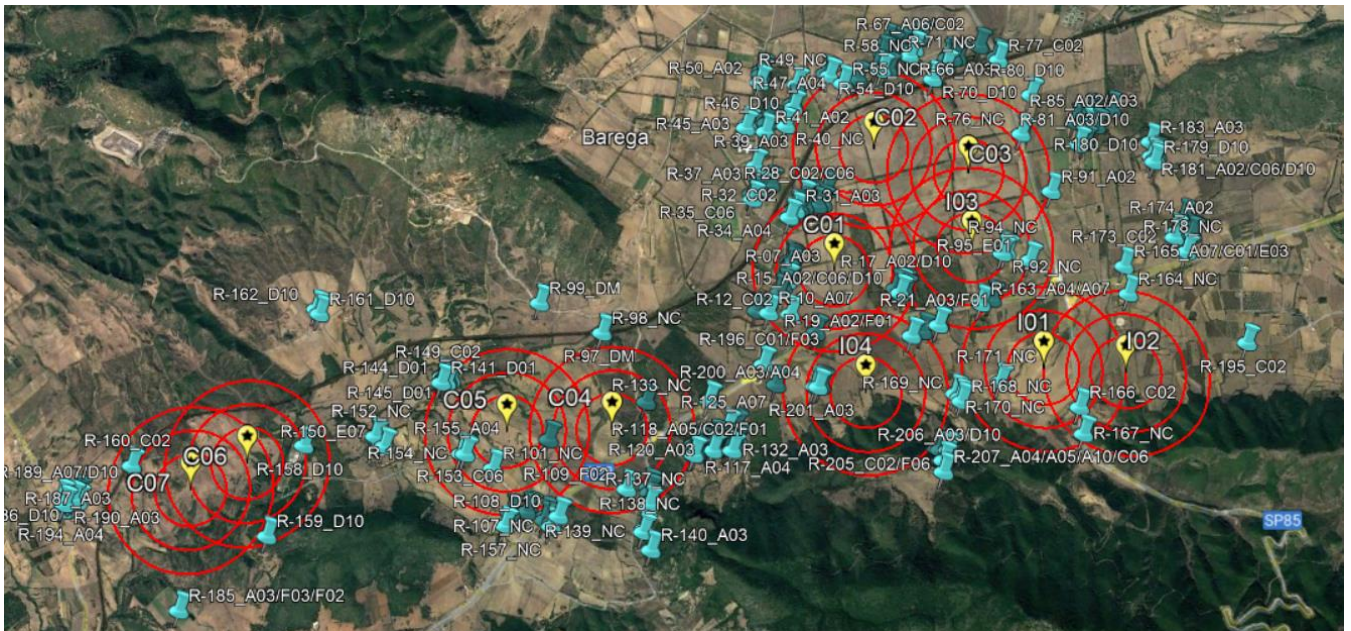 R-67_A06/C02
R-58_NC
R-71_NC
R-77_C02
R-49_NC
R-50_A02
R-55_NC
R-66_A03
R-80_D10
R-47_A04
R-54_D10
R-70_D10
R-85_A02/A03
R-46_D10
R-41_A02
C02
R-76_NC
R-81_A03/D10
R-45_A03
R-183_A03
Barega
R-39_A03
R-40_NC
R-180_D10
R-179_D10
C03
R-37_A03
R-28_C02/C06
R-181_A02/C06/D10
R-91_A02
R-32_C02
R-31_A03
I03
R-35_C06
R-174_A02
R-34_A04
C01
R-94_NC
R-178_NC
R-173_C02
R-95_E01
R-165_A07/C01/E03
R-07_A03
R-17_A02/D10
R-92_NC
R-15_A02/C06/D10
R-164_NC
R-162_D10
R-161_D10
R-99_DM
R-12_C02
R-10_A07
R-21_A03/F01
R-163_A04/A07
R-98_NC
R-19_A02/F01
I01
R-196_C01/F03
I04
I02
R-149_C02
R-97_DM
R-171_NC
R-195_C02
R-144_D01
R-141_D01
R-200_A03/A04
R-133_NC
R-169_NC
R-168_NC
R-166_C02
R-145_D01
C05
C04
R-125_A07
R-201_A03
R-170_NC
R-152_NC
R-155_A04
R-118_A05/C02/F01
R-150_E07
R-206_A03/D10
R-167_NC
R-160_C02
C06
R-154_NC
R-101_NC
R-120_A03
R-132_A03
R-205_C02/F06
R-207_A04/A05/A10/C06
R-189_A07/D10
R-158_D10
R-153_C06
R-109_F02
R-117_A04
C07
R-137_NC
R-187_A03
R-108_D10
R-138_NC
36_D10
R-190_A03
R-159_D10
R-107_NC
R-139_NC
R-140_A03
SP85
R-194_A04
R-157_NC
R-185_A03/F03/F02